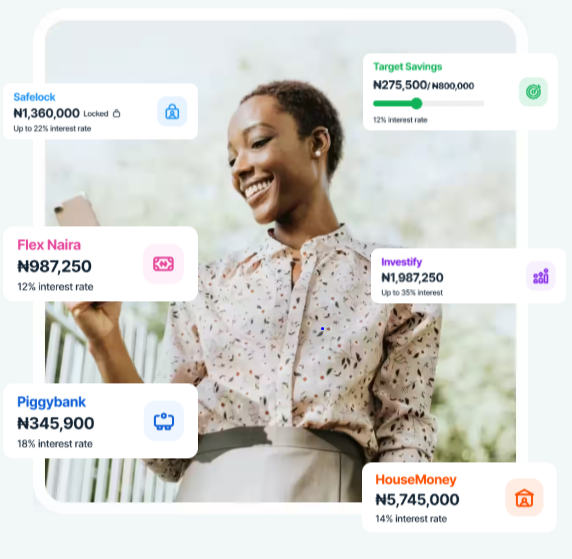 Safelock
₦1,360,000 Locked
Up to 22% interest rate
Target Savings
₦275,500/ ₦800,000
12% interest rate
Flex Naira
₦987,250
12% interest rate
Investify
₦1,987,250
Up to 35% interest
Piggybank
₦345,900
18% interest rate
HouseMoney
₦5,745,000
14% interest rate